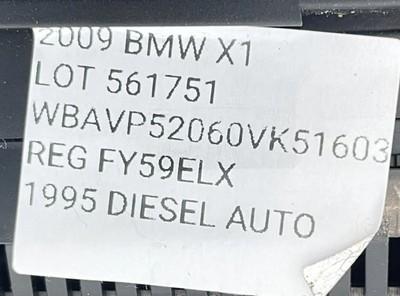 2009 BMW X1
LOT 561751
WBAVP52060VK51603
REG FY59ELX
1995 DIESEL AUTO